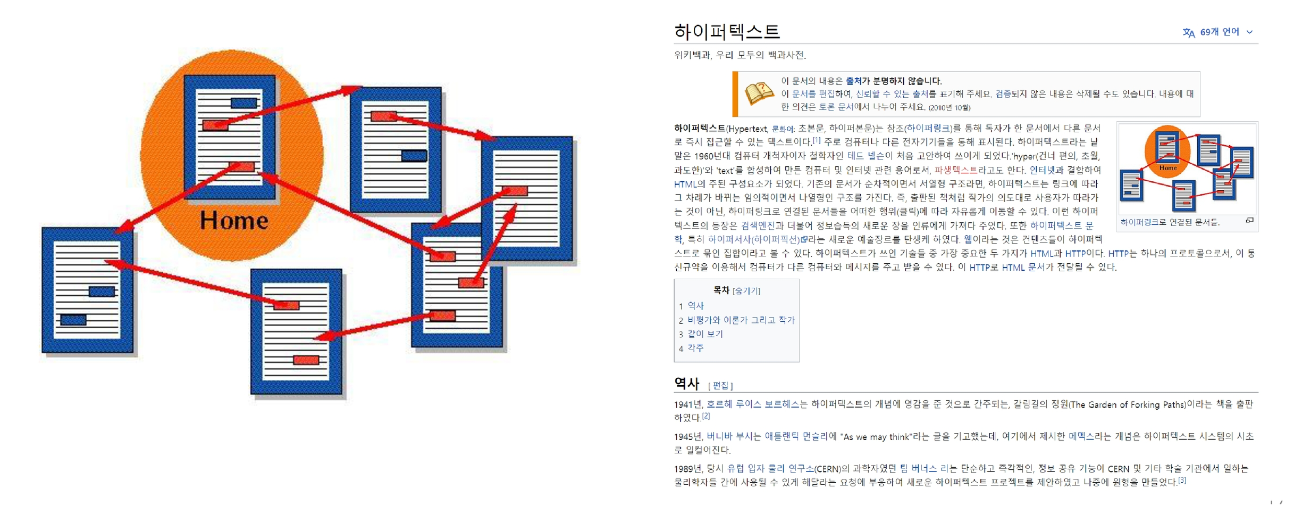 Home
하이퍼텍스트
69개 언어
위키백과, 우리 모두의 백과사전.
이 문서의 내용은 출처가 분명하지 않습니다.
이 문서를 편집하여, 신뢰할 수 있는 출처를 표기해 주세요. 검증되지 않은 내용은 삭제될 수도 있습니다. 내용에 대
한 의견은 토론 문서에서 나누어 주세요. (2010년 10월)
하이퍼텍스트(Hypertext, 문화어: 초본문, 하이퍼본문)는 참조(하이퍼링크)를 통해 독자가 한 문서에서 다른 문서
로 즉시 접근할 수 있는 텍스트이다.[1] 주로 컴퓨터나 다른 전자기기들을 통해 표시된다. 하이퍼텍스트라는 낱
말은 1960년대 컴퓨터 개척자이자 철학자인 테드 넬슨이 처음 고안하여 쓰이게 되었다.'hyper(건너 편의, 초월,
과도한)'와 'text'를 합성하여 만든 컴퓨터 및 인터넷 관련 용어로서, 파생텍스트라고도 한다. 인터넷과 결합하여
HTML의 주된 구성요소가 되었다. 기존의 문서가 순차적이면서 서열형 구조라면, 하이퍼텍스트는 링크에 따라
그 차례가 바뀌는 임의적이면서 나열형인 구조를 가진다. 즉, 출판된 책처럼 작가의 의도대로 사용자가 따라가
는 것이 아닌, 하이퍼링크로 연결된 문서들을 어떠한 행위(클릭)에 따라 자유롭게 이동할 수 있다. 이런 하이퍼
텍스트의 등장은 검색엔진과 더불어 정보습득의 새로운 장을 인류에게 가져다 주었다. 또한 하이퍼텍스트 문
학, 특히 하이퍼서사(하이퍼픽션)라는 새로운 예술장르를 탄생케 하였다. 웹이라는 것은 컨텐츠들이 하이퍼텍
스트로 묶인 집합이라고 볼 수 있다. 하이퍼텍스트가 쓰인 기술들 중 가장 중요한 두 가지가 HTML과 HTTP이다. HTTP는 하나의 프로토콜으로서, 이 통
신규약을 이용해서 컴퓨터가 다른 컴퓨터와 메시지를 주고 받을 수 있다. 이 HTTP로 HTML 문서가 전달될 수 있다.
Home
하이퍼링크로 연결된 문서들.
목차 [숨기기]
1 역사
2 비평가와 이론가 그리고 작가
3 같이 보기
4 각주
역사 [편집]
1941년, 호르헤 루이스 보르헤스는 하이퍼텍스트의 개념에 영감을 준 것으로 간주되는, 갈림길의 정원(The Garden of Forking Paths)이라는 책을 출판
하였다.[2]
1945년, 버니바 부시는 애틀랜틱 먼슬리에 "As we may think"라는 글을 기고했는데, 여기에서 제시한 메멕스라는 개념은 하이퍼텍스트 시스템의 시초
로 일컬어진다.
1989년, 당시 유럽 입자 물리 연구소(CERN)의 과학자였던 팀 버너스 리는 단순하고 즉각적인, 정보 공유 기능이 CERN 및 기타 학술 기관에서 일하는
물리학자들 간에 사용될 수 있게 해달라는 요청에 부응하여 새로운 하이퍼텍스트 프로젝트를 제안하였고 나중에 원형을 만들었다.[3]